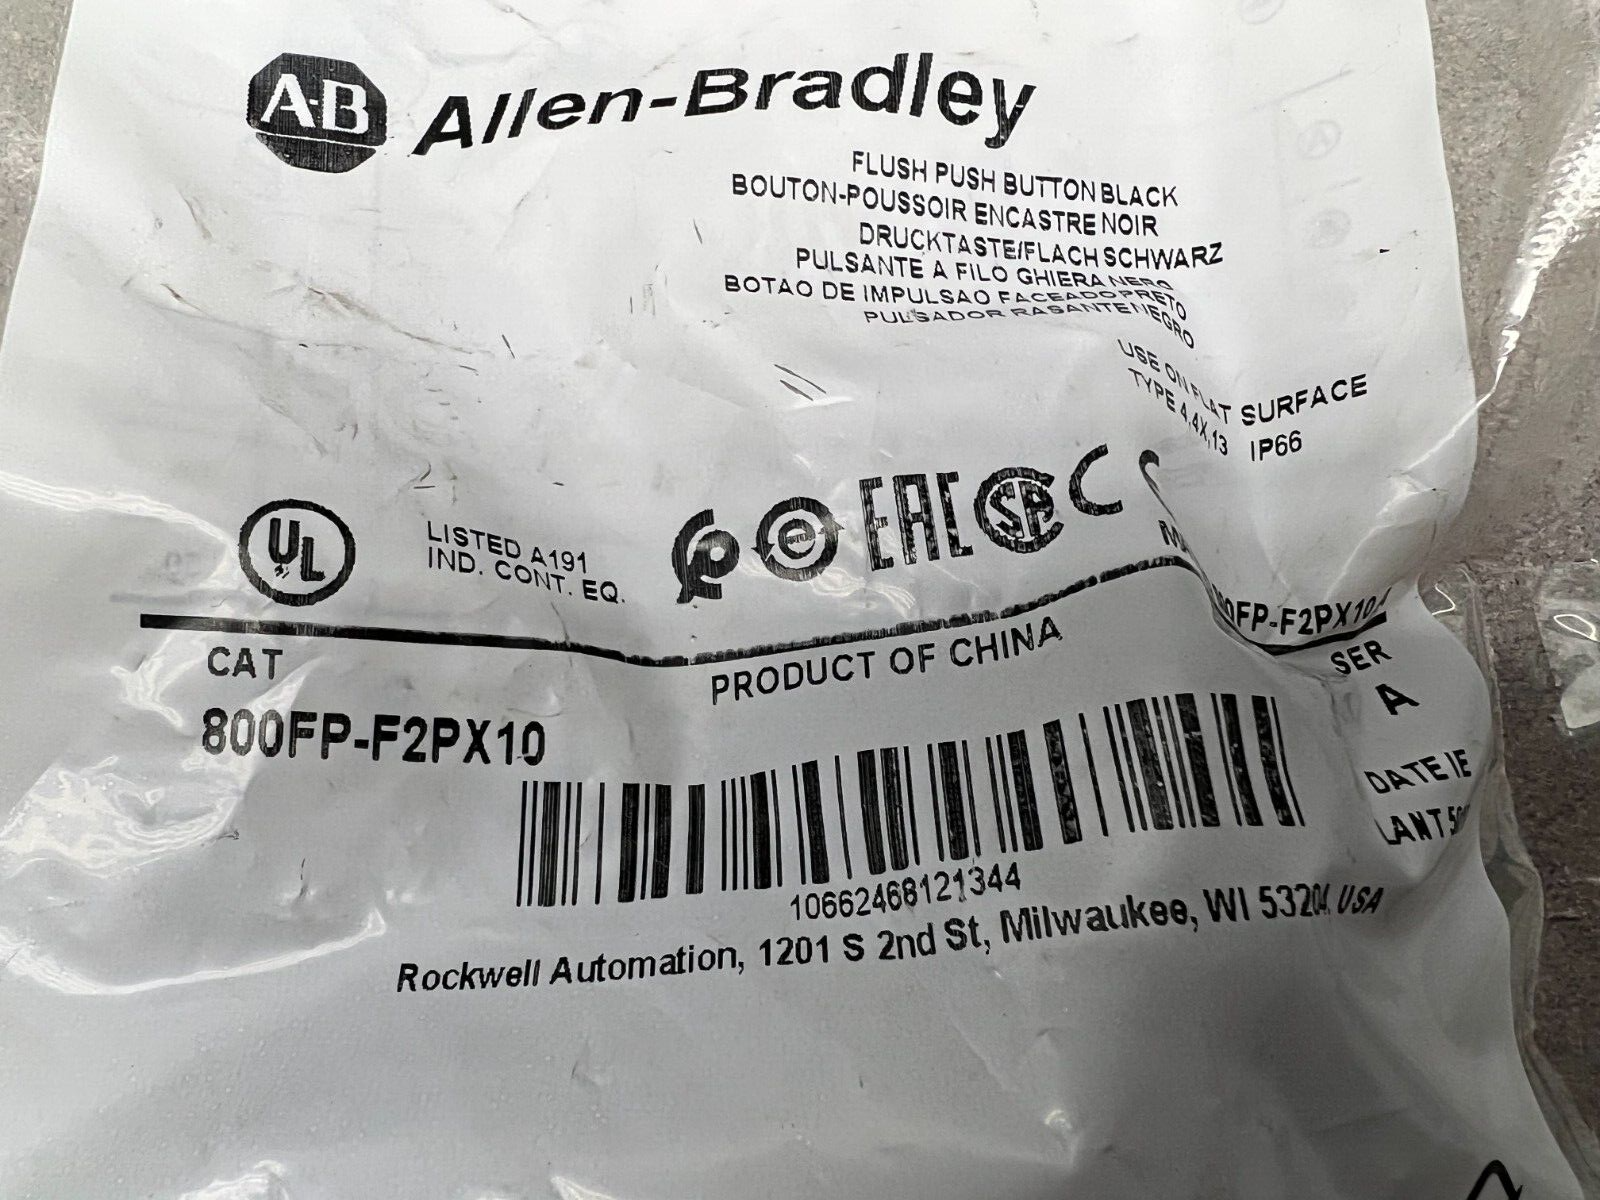 A-B Allen-Bradley
FLUSH PUSH BUTTON BLACK
BOUTON-POUSSOIR ENCASTRE NOIR
DRUCKTASTE/FLACH SCHWARZ
PULSANTE A FILO GHIERA NERO
BOTAO DE IMPULSAO FACEADO PRETO
PULSADOR RASANTE NEGRO
USE ON FLAT SURFACE
TYPE 4,4X,13 IP66
UL
LISTED A191
IND. CONT. EQ.
EAC
CAT
PRODUCT OF CHINA
800FP-F2PX10
SER
A
800FP-F2PX10
DATE
10662468121344
Rockwell Automation, 1201 S 2nd St, Milwaukee, WI 53204 USA